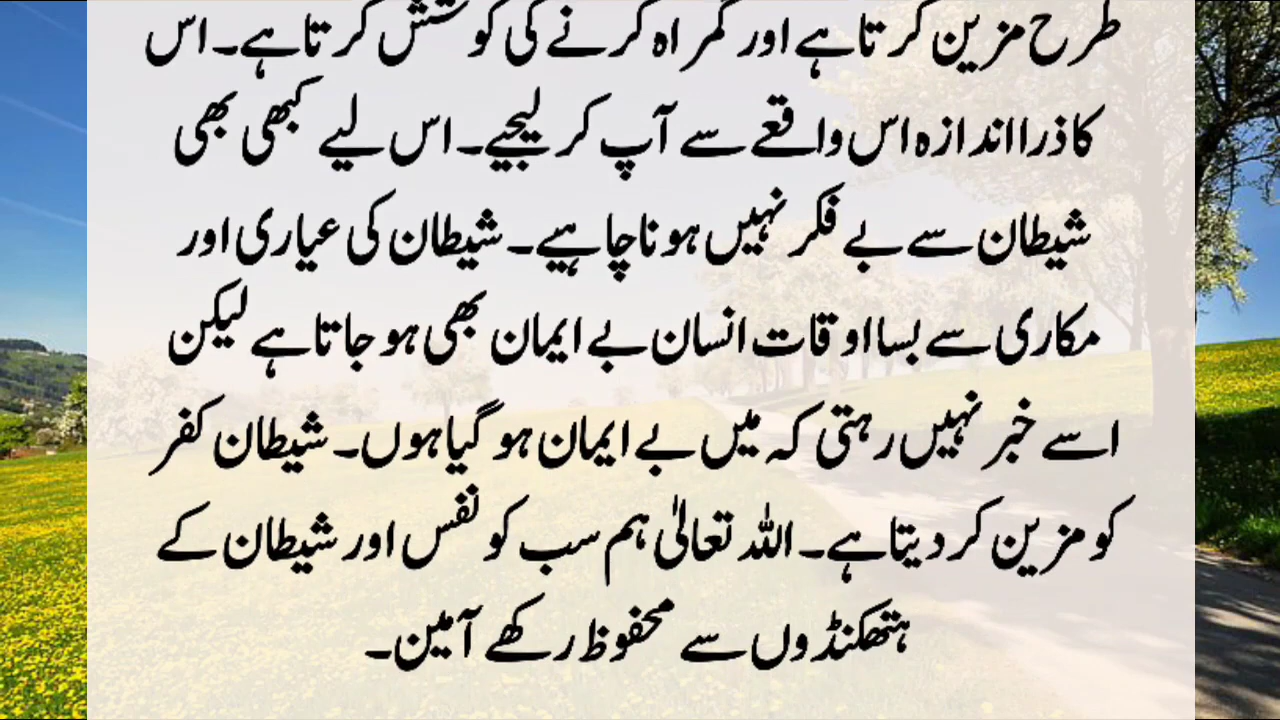 طرح مزین کرتا ہے اور گمراہ کرنے کی کوشش کرتا ہے۔ اس
کا ذرا اندازہ اس واقعے سے آپ کر لیجیے۔ اس لیے کبھی بھی
شیطان سے بے فکر نہیں ہونا چاہیے۔ شیطان کی عیاری اور
مکاری سے بسا اوقات انسان بے ایمان بھی ہو جاتا ہے لیکن
اسے خبر نہیں رہتی کہ میں بے ایمان ہو گیا ہوں۔ شیطان کفر
کو مزین کر دیتا ہے۔ اللہ تعالیٰ ہم سب کو نفس اور شیطان کے
ہتھکنڈوں سے محفوظ رکھے آمین۔